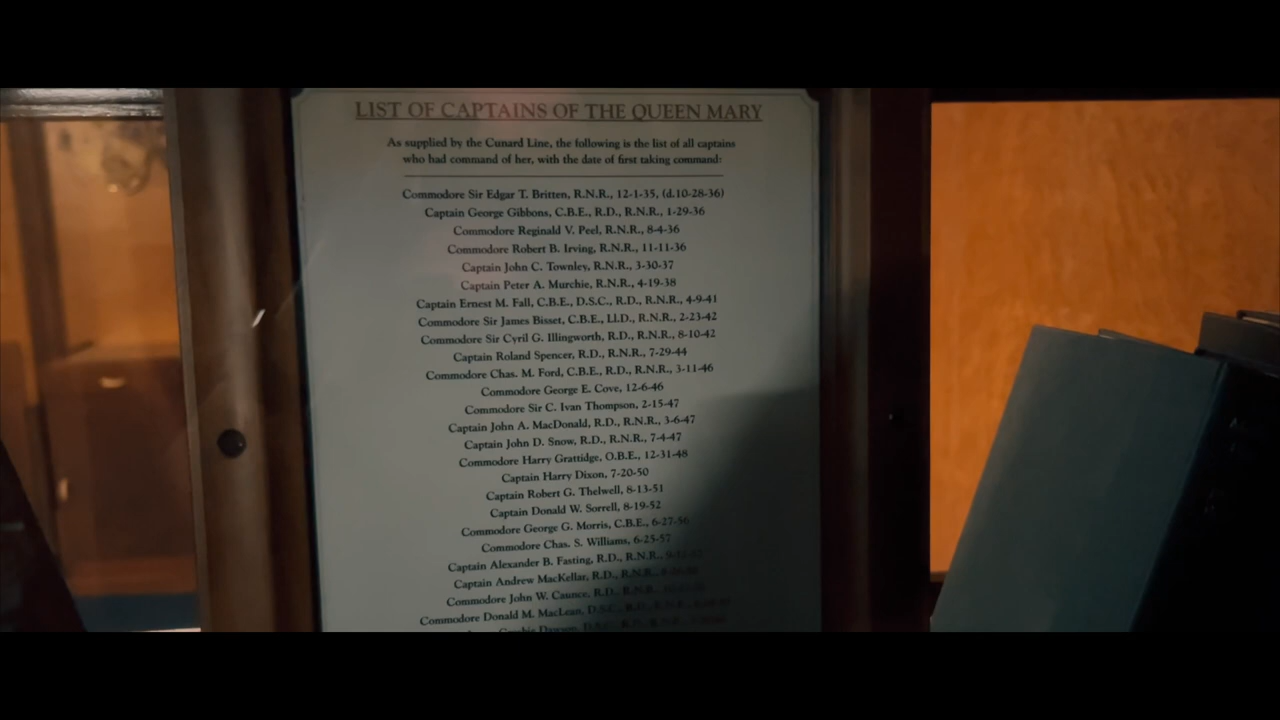 LIST OF CAPTAINS OF THE QUEEN MARY
As supplied by the Cunard Line, the following is the list of all captains
who had command of her, with the date of first taking command:
Commodore Sir Edgar T. Britten, R.N.R., 12-1-35, (d.10-28-36)
Captain George Gibbons, C.B.E., R.D., R.N.R., 1-29-36
Commodore Reginald V. Peel, R.N.R., 8-4-36
Commodore Robert B. Irving, R.N.R., 11-11-36
Captain John C. Townley, R.N.R., 3-30-37
Captain Peter A. Murchie, R.N.R., 4-19-38
Captain Ernest M. Fall, C.B.E., D.S.C., R.D., R.N.R., 4-9-41
Commodore Sir James Bisset, C.B.E., Ll.D., R.N.R., 2-23-42
Commodore Sir Cyril G. Illingworth, R.D., R.N.R., 8-10-42
Captain Roland Spencer, R.D., R.N.R., 7-29-44
Commodore Chas. M. Ford, C.B.E., R.D., R.N.R., 3-11-46
Commodore George E. Cove, 12-6-46
Commodore Sir C. Ivan Thompson, 2-15-47
Captain John A. MacDonald, R.D., R.N.R., 3-6-47
Captain John D. Snow, R.D., R.N.R., 7-4-47
Commodore Harry Grattidge, O.B.E., 12-31-48
Captain Harry Dixon, 7-20-50
Captain Robert G. Thelwell, 8-13-51
Captain Donald W. Sorrell, 8-19-52
Commodore George G. Morris, C.B.E., 6-27-56
Commodore Chas. S. Williams, 6-25-57
Captain Alexander B. Fasting, R.D., R.N.R.,
Captain Andrew MacKellar, R.D., R.N.R.,
Commodore John W. Caunce, R.D., R.N.R.
Commodore Donald M. MacLean, D.S.C., R.D.,